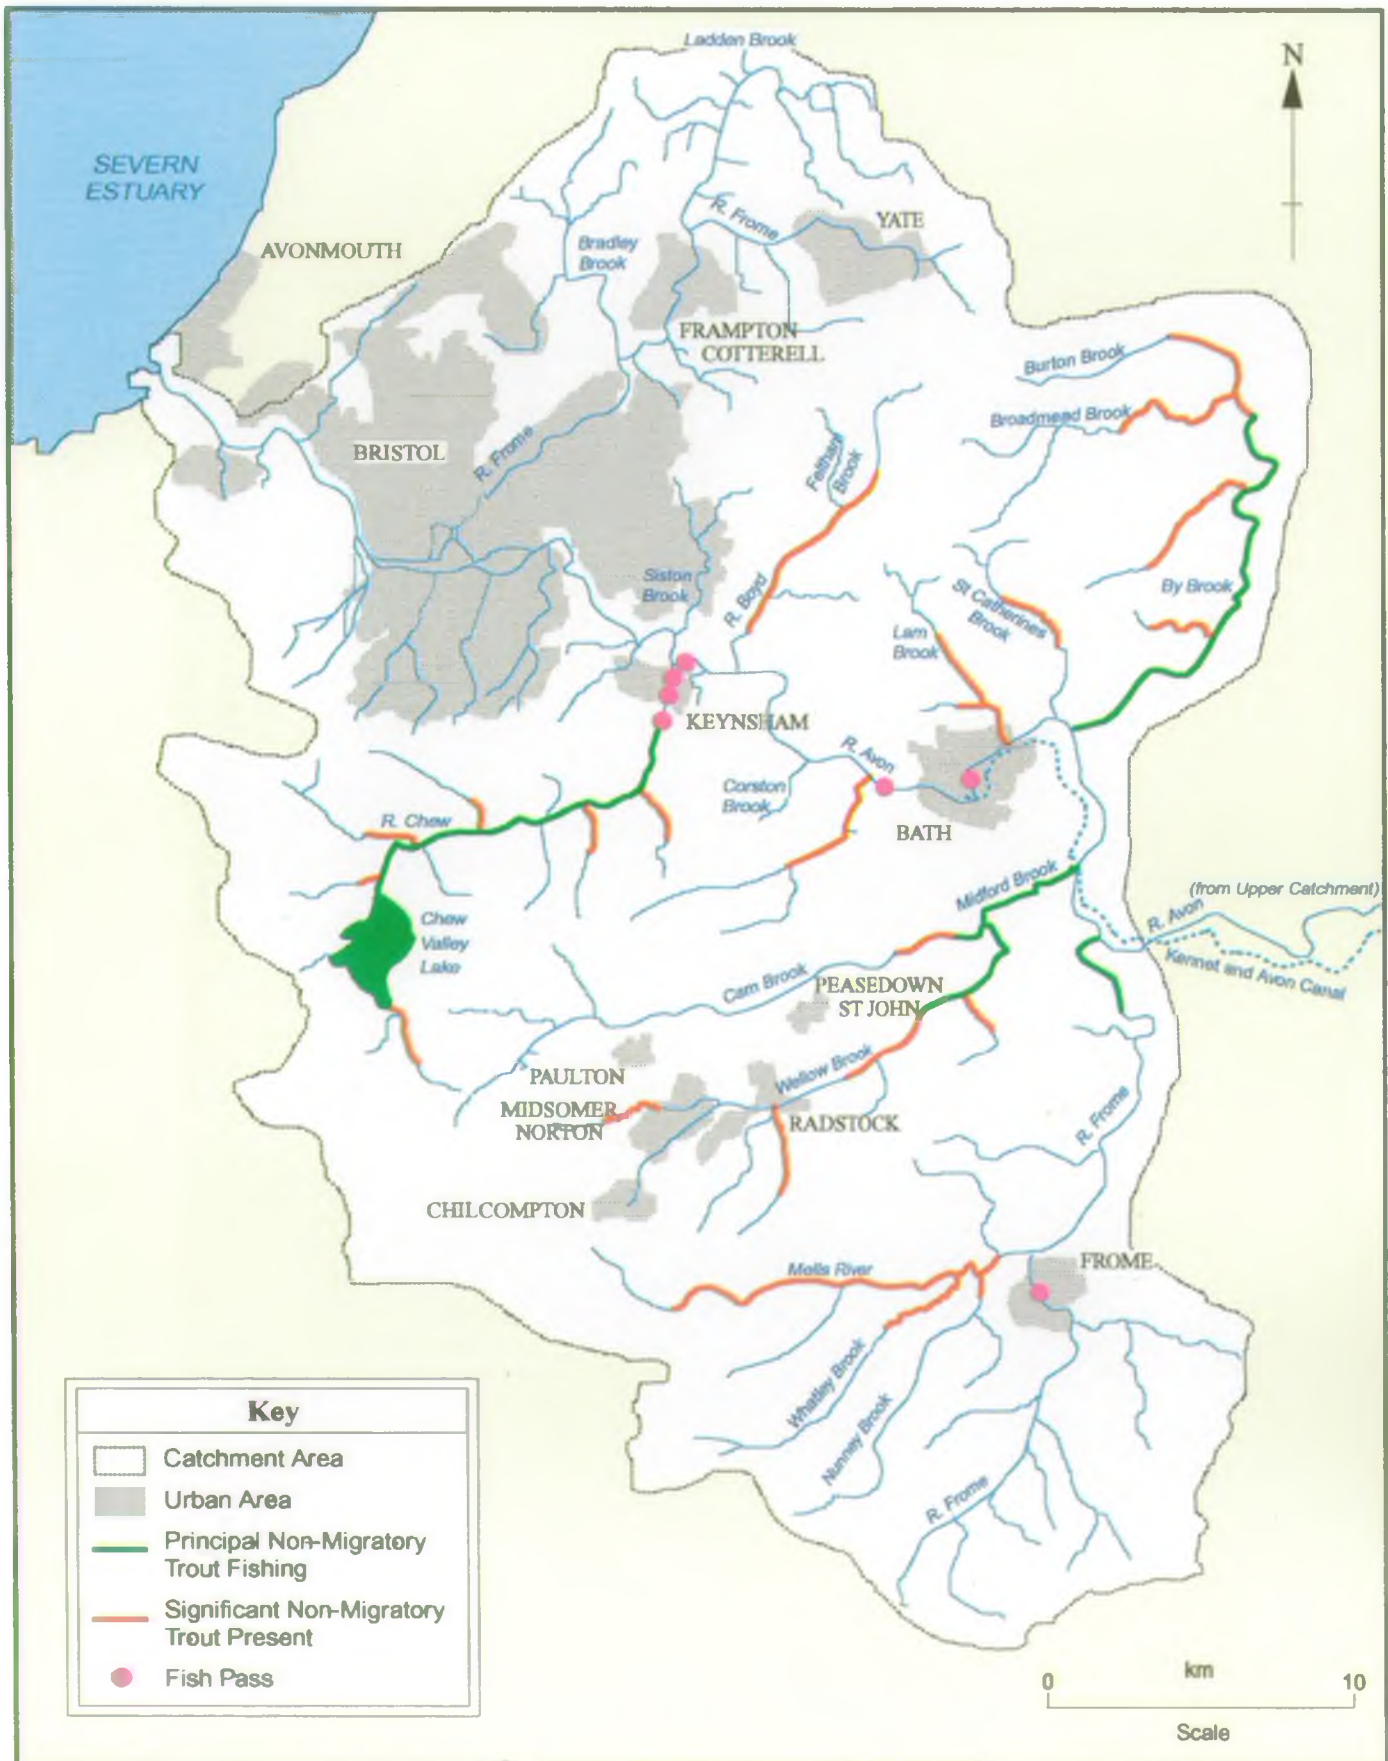 Ladden Brook
N
SEVERN
ESTUARY
R. Frome
YATE
AVONMOUTH
Bradley
Brook
FRAMPTON
COTTERELL
Burton Brook
Broadmead Brook
BRISTOL
R. Frome
Feltham
Brook
Siston
Brook
R. Boyd
By Brook
St Catherines
Brook
Lam
Brook
KEYNSHAM
R. Avon
Corston
Brook
R. Chew
BATH
Midford Brook
(from Upper Catchment)
R. Avon
Chew
Valley
Lake
Kennet and Avon Canal
Cam Brook
PEASEDOWN
ST JOHN
PAULTON
Wellow Brook
MIDSOMER
NORTON
RADSTOCK
R. Frome
CHILCOMPTON
Mells River
FROME
Whatley Brook
Nunney Brook
R. Frome
Key
Catchment Area
Urban Area
Principal Non-Migratory
Trout Fishing
Significant Non-Migratory
Trout Present
Fish Pass
km
0 10
Scale